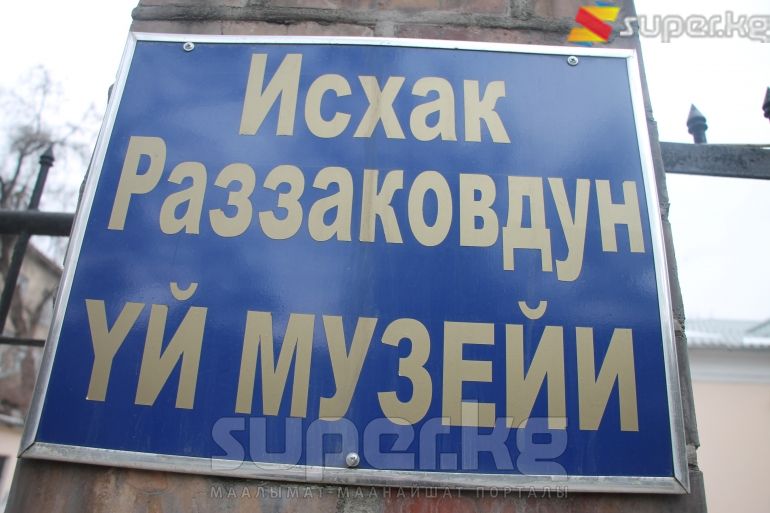 super.kg
Исхак
Раззаковдун
ҮЙ МУЗЕЙИ
super.kg
МААЛЫМАТ-МААНАЙШАТ ПОРТАЛЫ